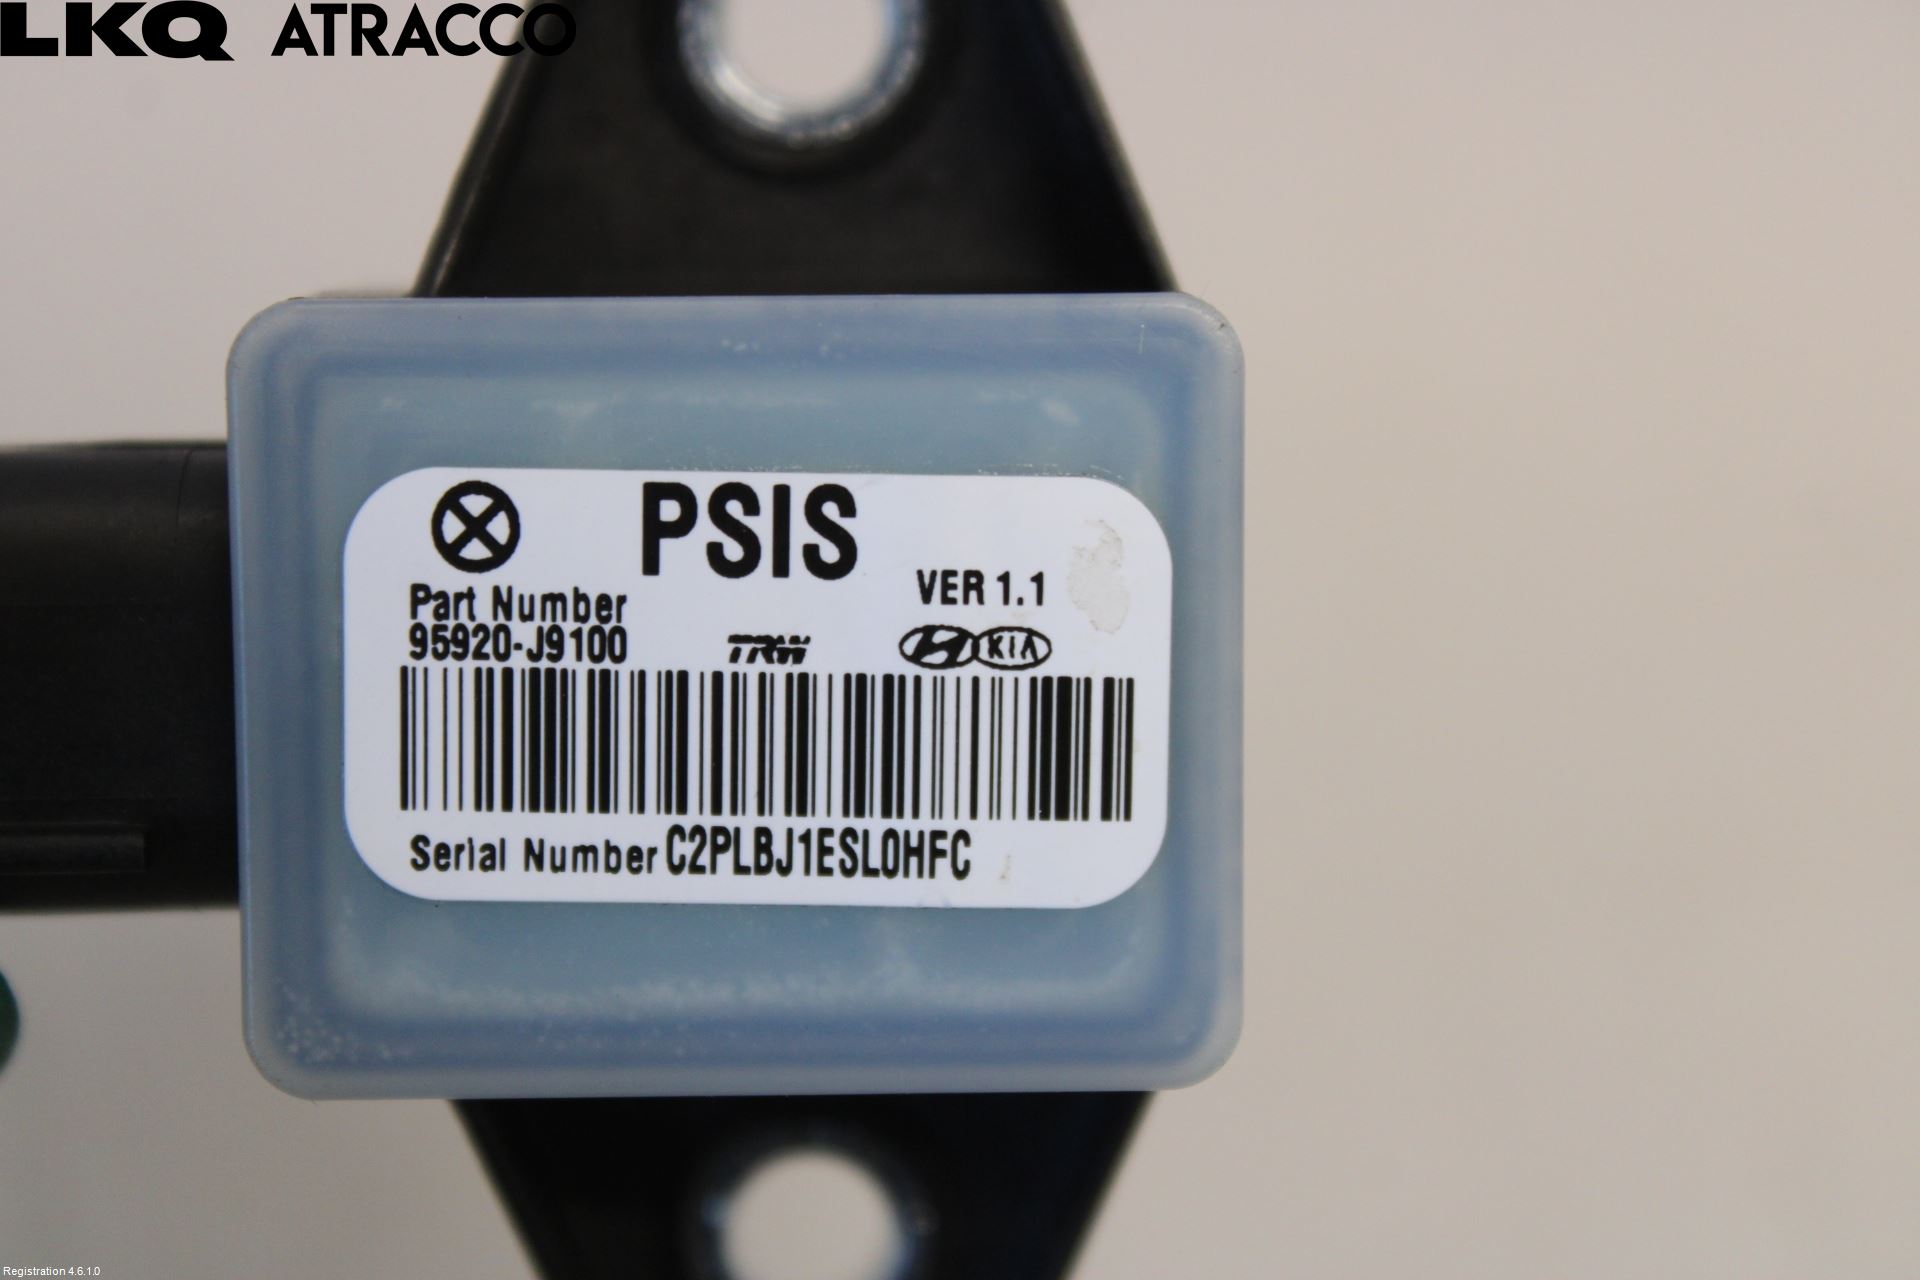 LKQ ATRACCO
PSIS
VER 1.1
Part Number
95920-J9100
TRW
KIA
Serial Number C2PLBJ1ESL0HFC
Registration 4.6.1.0